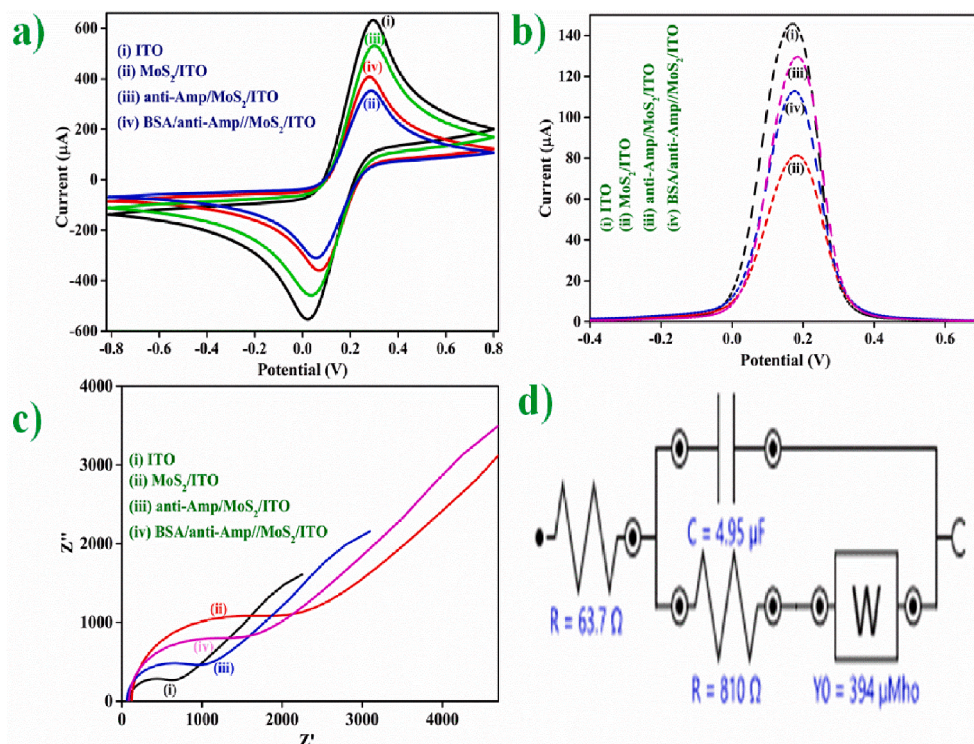 a)
600
400
200
0
-200
-400
-600
Current (µA)
(i) ITO
(ii) MoS2/ITO
(iii) anti-Amp/MoS2/ITO
(iv) BSA/anti-Amp//MoS2/ITO
(i)
(iii)
(iv)
(ii)
-0.8 -0.6 -0.4 -0.2 0.0 0.2 0.4 0.6 0.8
Potential (V)
b)
140
120
100
80
60
40
20
0
Current (µA)
(i) ITO
(ii) MoS2/ITO
(iii) anti-Amp/MoS2/ITO
(iv) BSA/anti-Amp//MoS2/ITO
(i)
(iii)
(iv)
(ii)
-0.4 -0.2 0.0 0.2 0.4 0.6
Potential (V)
c)
4000
3000
2000
1000
0
Z''
(i) ITO
(ii) MoS2/ITO
(iii) anti-Amp/MoS2/ITO
(iv) BSA/anti-Amp//MoS2/ITO
(ii)
(iv)
(iii)
(i)
0 1000 2000 3000 4000
Z'
d)
C = 4.95 µF
R = 63.7 Ω
W
R = 810 Ω
Y0 = 394 µMho